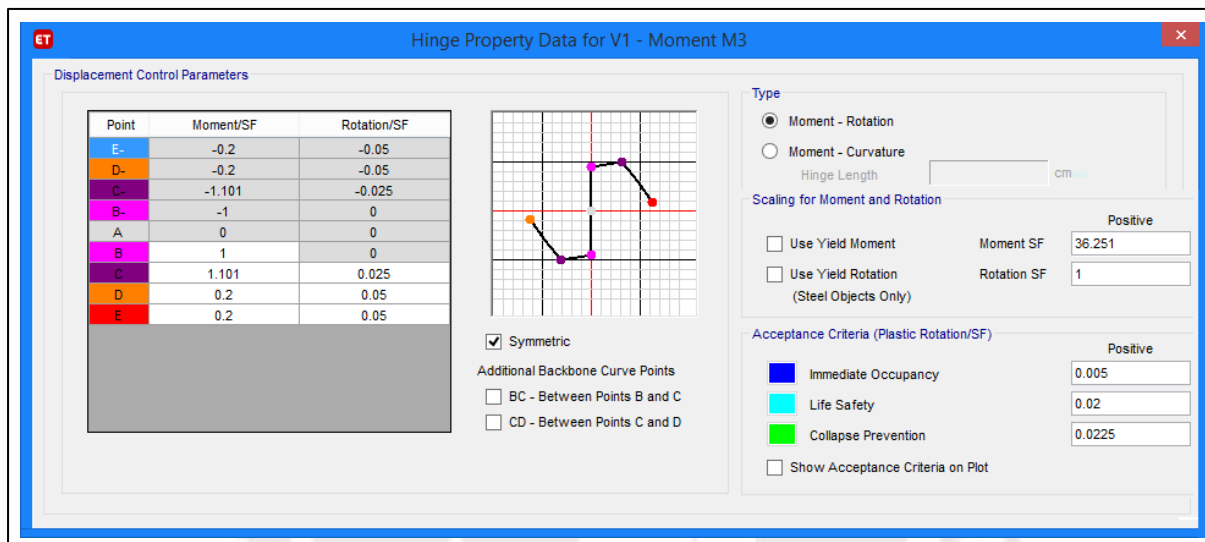 ET
Hinge Property Data for V1 - Moment M3
×
Displacement Control Parameters
Point Moment/SF Rotation/SF
E- -0.2 -0.05
D- -0.2 -0.05
C- -1.101 -0.025
B- -1 0
A 0 0
B 1 0
C 1.101 0.025
D 0.2 0.05
E 0.2 0.05
Symmetric
Additional Backbone Curve Points
BC - Between Points B and C
CD - Between Points C and D
Type
Moment - Rotation
Moment - Curvature
Hinge Length cm
Scaling for Moment and Rotation
Positive
Use Yield Moment Moment SF 36.251
Use Yield Rotation Rotation SF 1
(Steel Objects Only)
Acceptance Criteria (Plastic Rotation/SF)
Positive
Immediate Occupancy 0.005
Life Safety 0.02
Collapse Prevention 0.0225
Show Acceptance Criteria on Plot